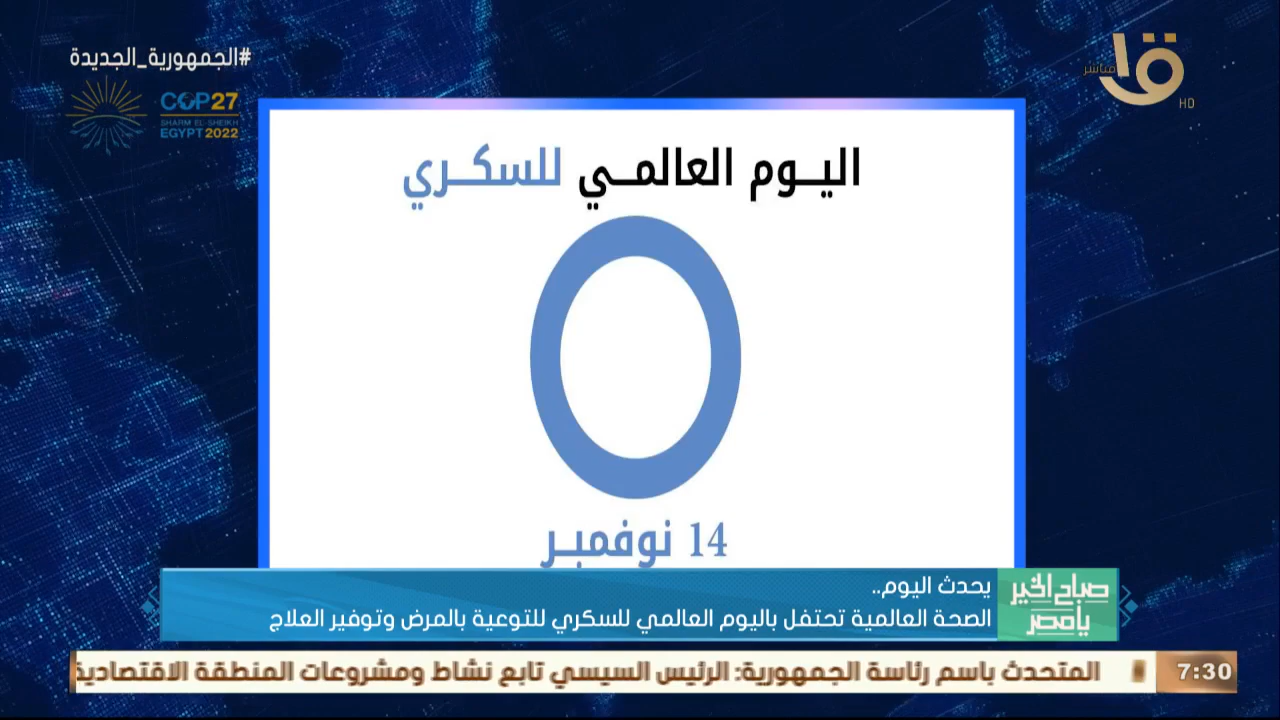 #الجمهورية_الجديدة
مباشر
HD
COP27
SHARM EL SHEIKH
EGYPT 2022
اليـوم العالمـي للسكـري
14 نوفمبـر
يحدث اليوم..
الصحة العالمية تحتفل باليوم العالمي للسكري للتوعية بالمرض وتوفير العلاج
صباح الخير
يا مصر
7:30
المتحدث باسم رئاسة الجمهورية: الرئيس السيسي تابع نشاط ومشروعات المنطقة الاقتصادية